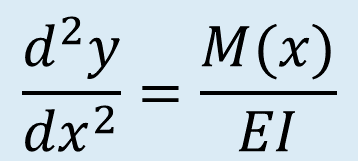 d²y/dx² = M(x)/EI